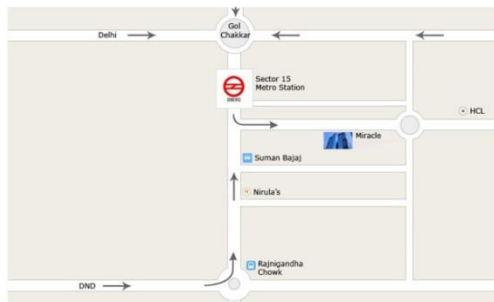 Gol
Chakkar
Delhi
Sector 15
Metro Station
HCL
Miracle
Suman Bajaj
Nirula's
Rajnigandha
Chowk
DND